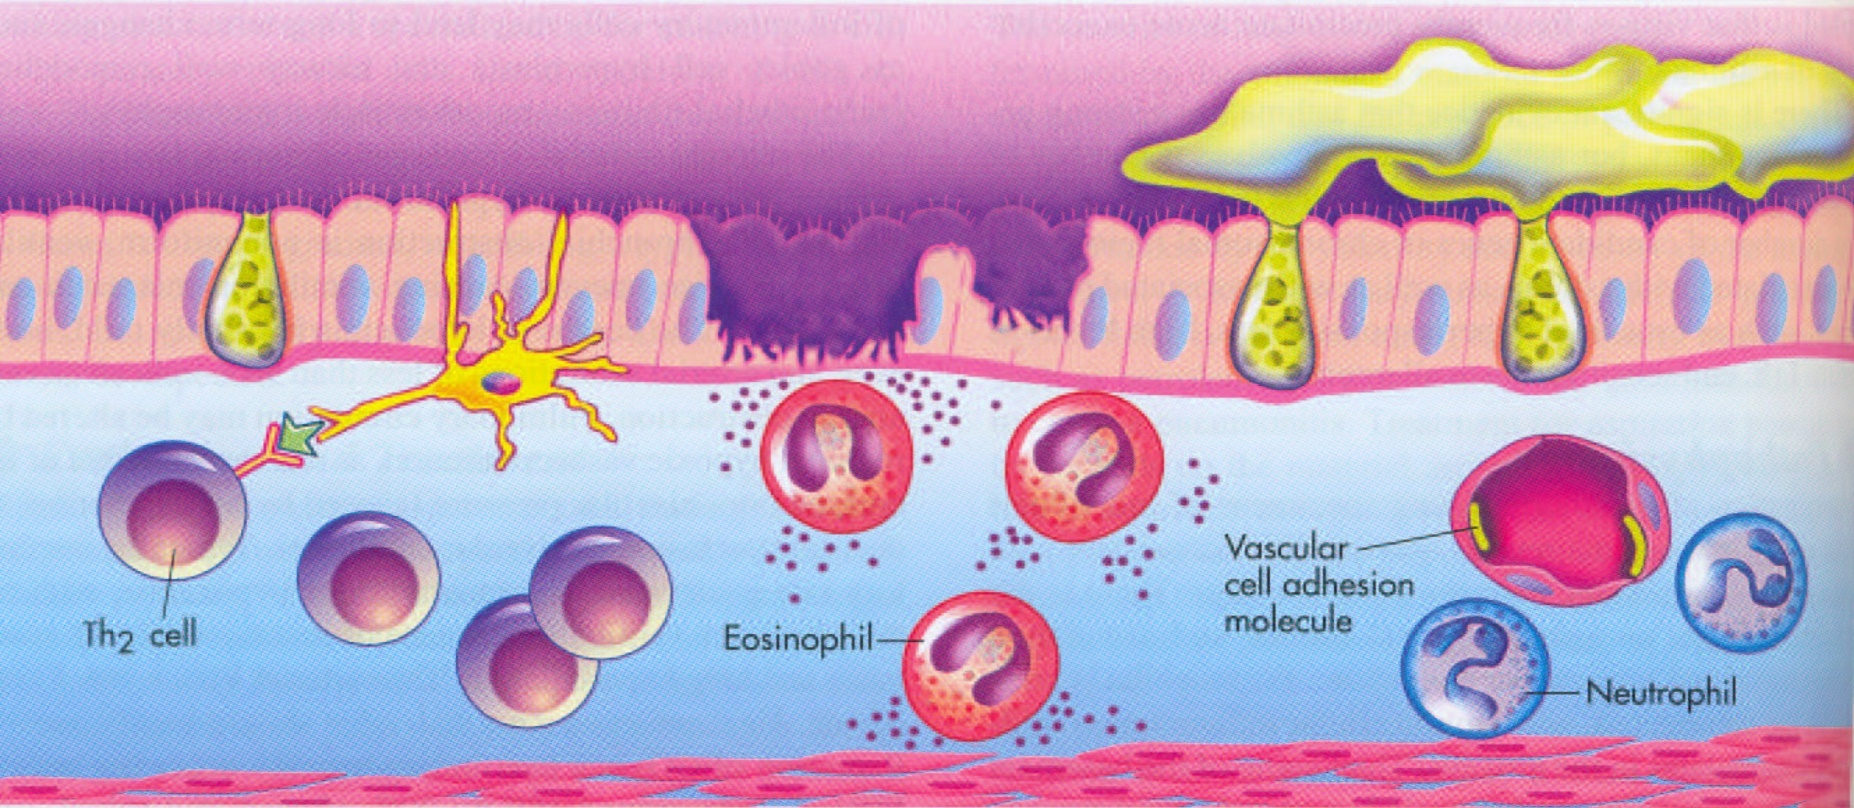 Th2 cell
Eosinophil
Vascular
cell adhesion
molecule
Neutrophil